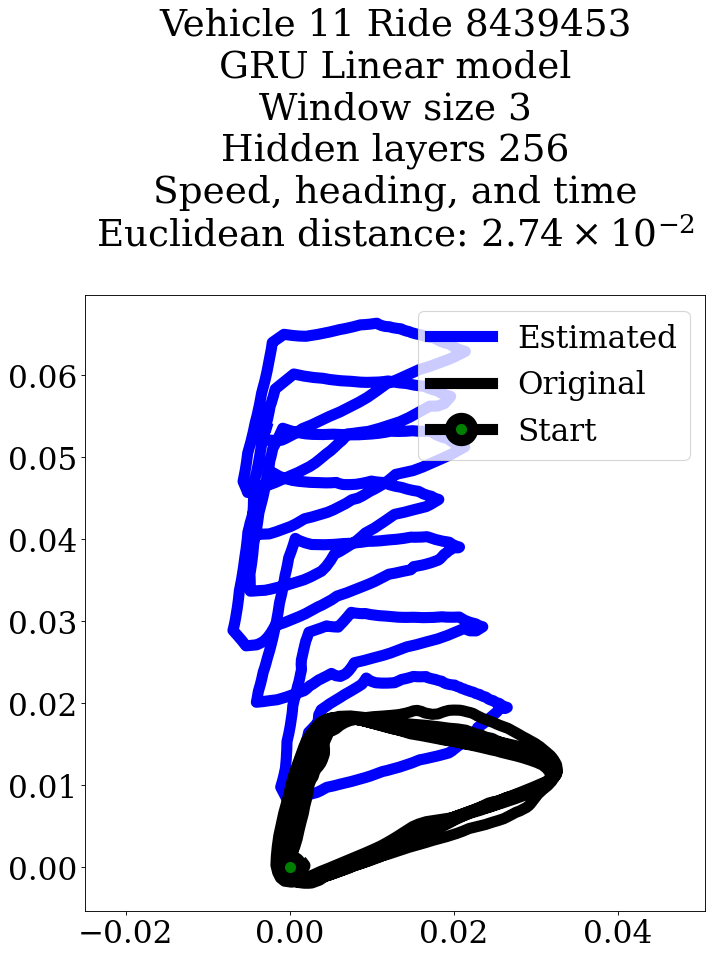 Vehicle 11 Ride 8439453
GRU Linear model
Window size 3
Hidden layers 256
Speed, heading, and time
Euclidean distance: 2.74 × 10⁻²
Estimated
Original
Start
0.06
0.05
0.04
0.03
0.02
0.01
0.00
−0.02 0.00 0.02 0.04